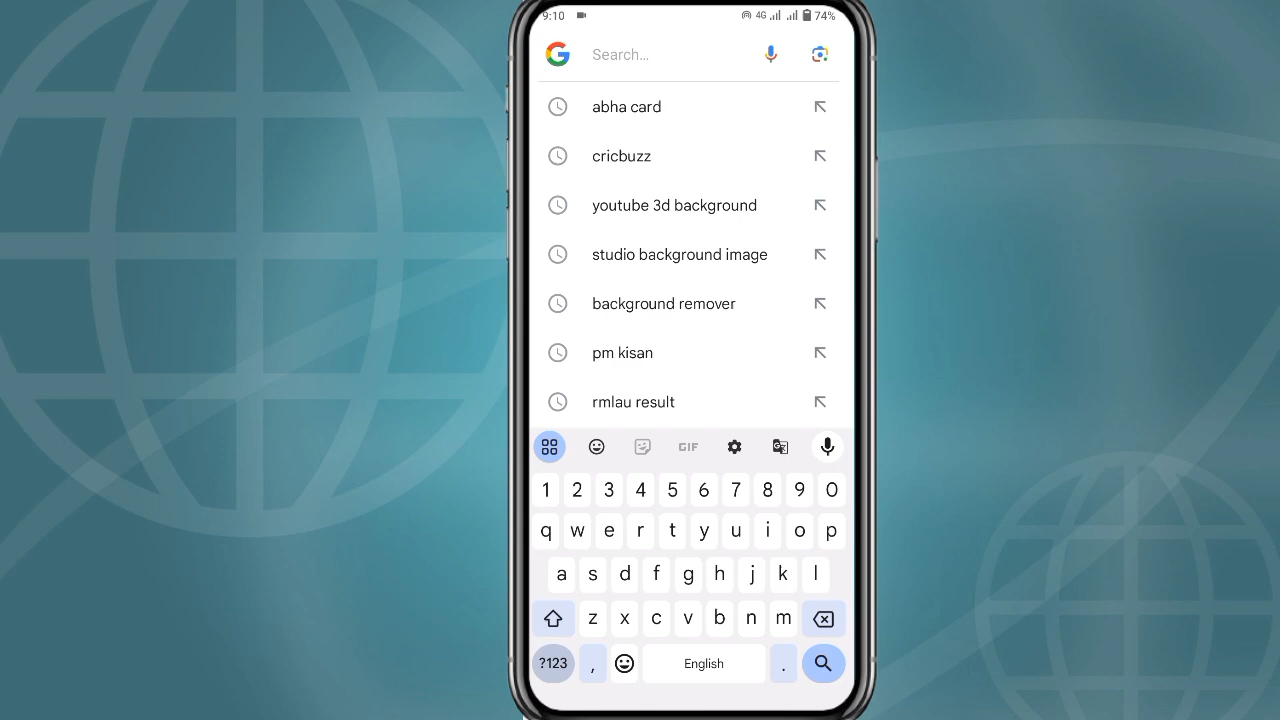 9:10 4G 74%
Search...
abha card
cricbuzz
youtube 3d background
studio background image
background remover
pm kisan
rmlau result
GIF
1 2 3 4 5 6 7 8 9 0
q w e r t y u i o p
a s d f g h j k l
z x c v b n m
?123 , English .